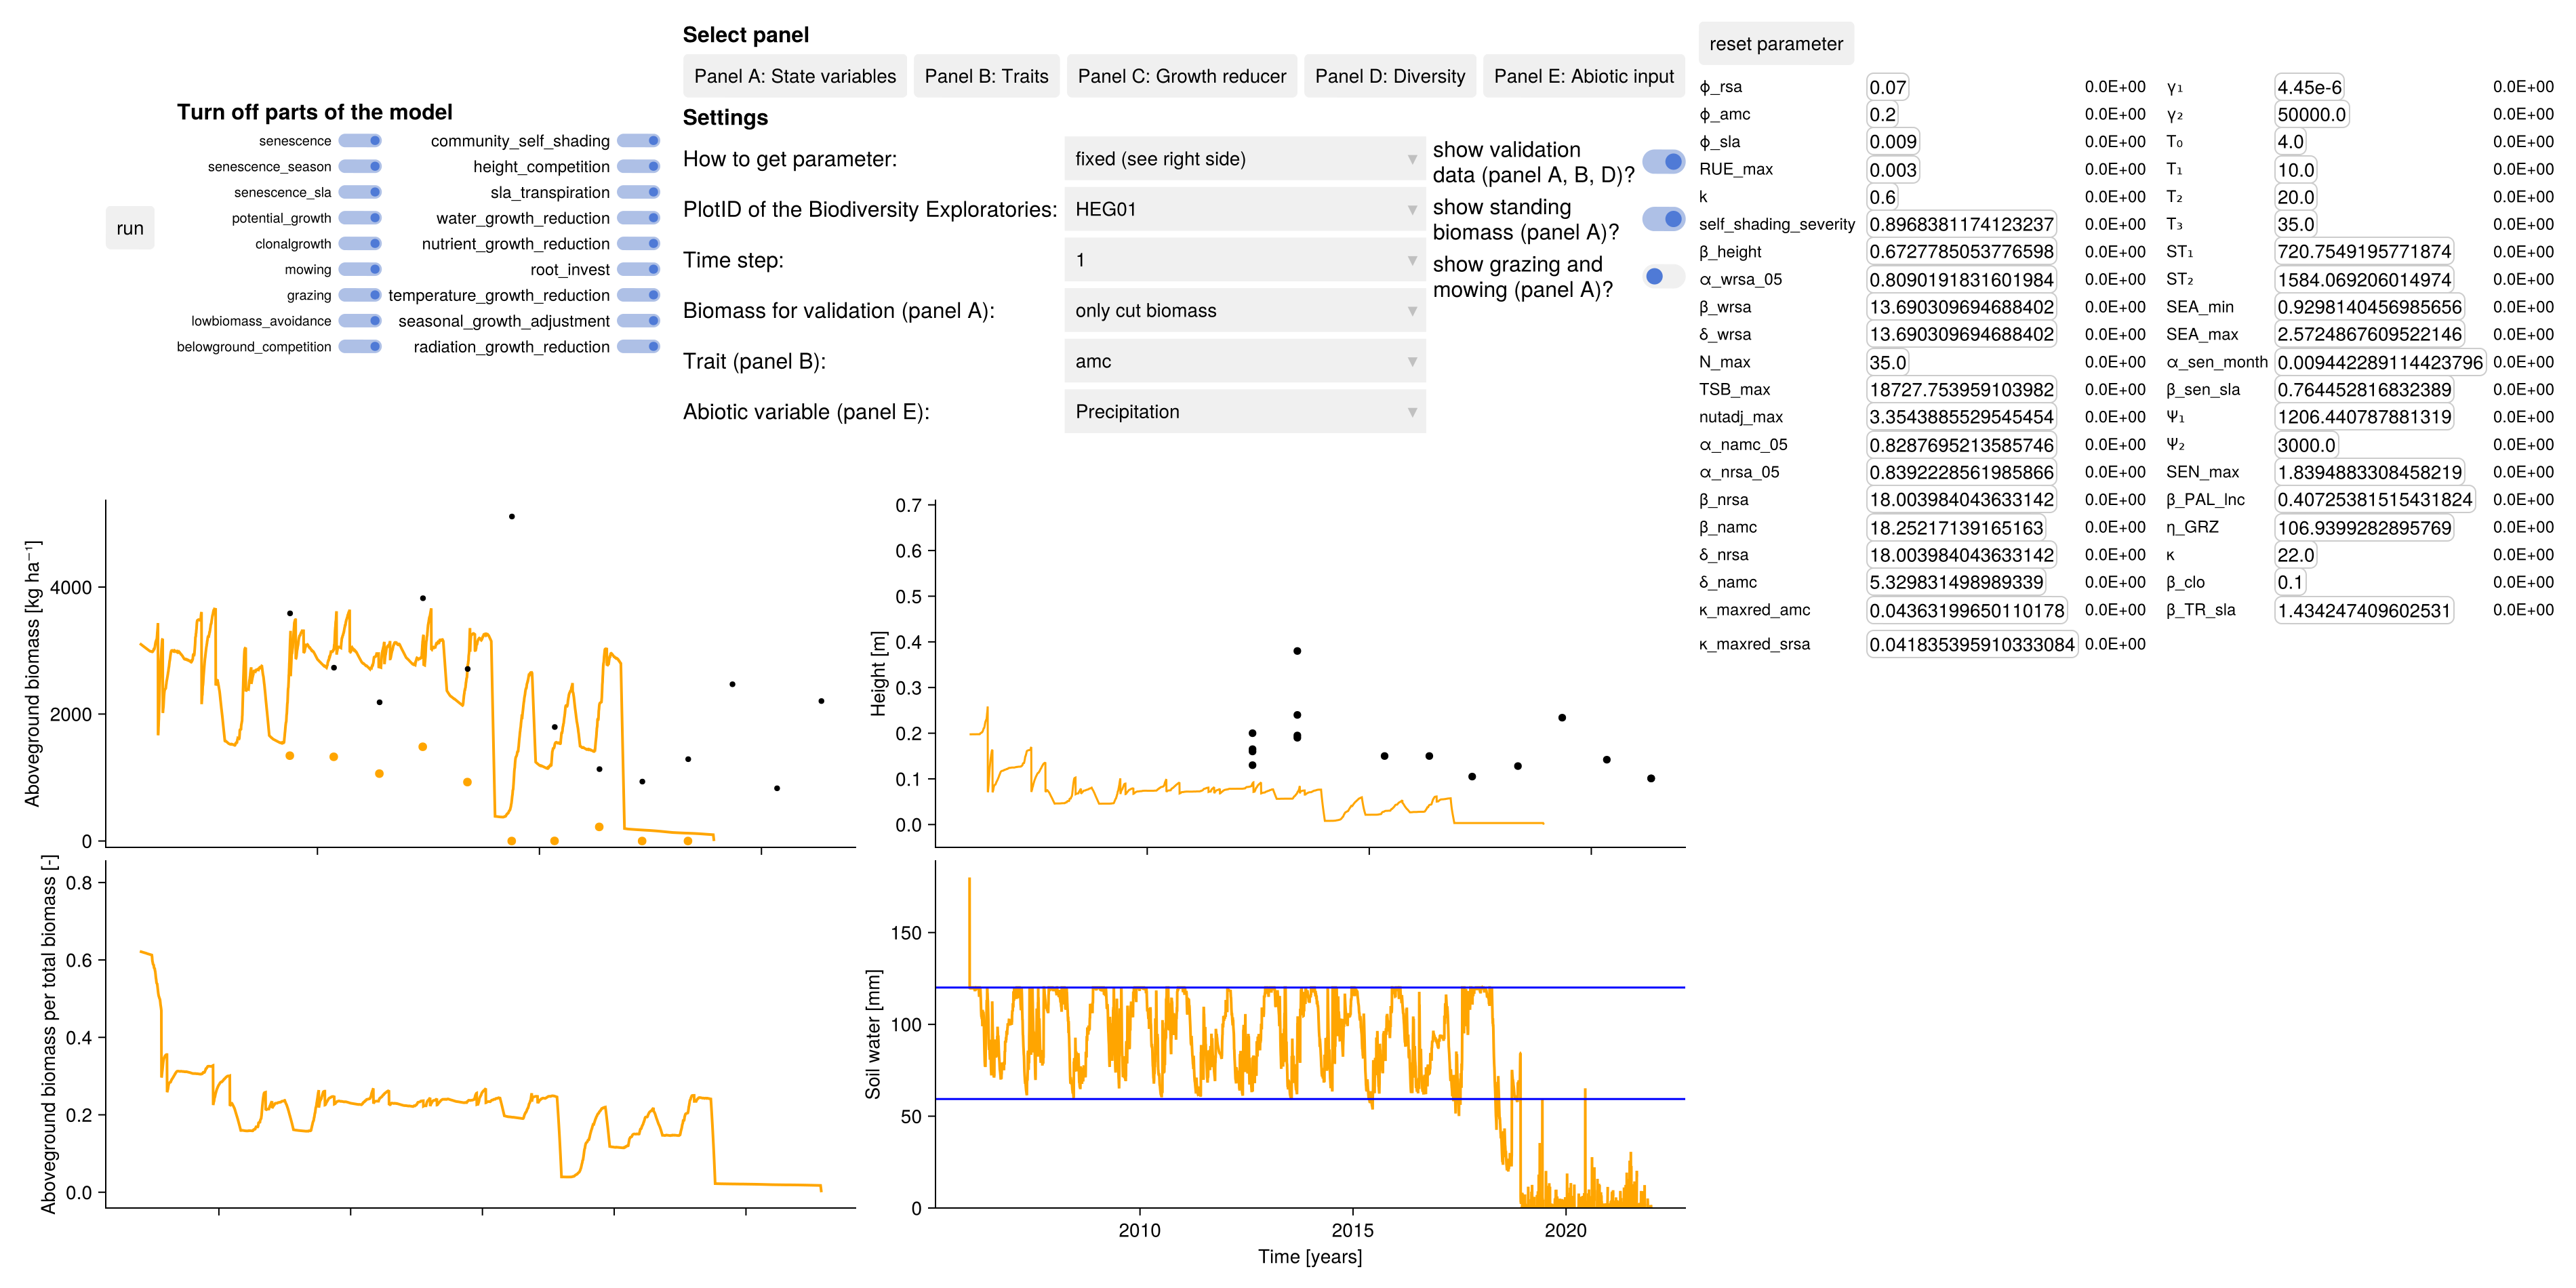 Select panel
Panel A: State variables
Panel B: Traits
Panel C: Growth reducer
Panel D: Diversity
Panel E: Abiotic input
Turn off parts of the model
run
senescence
community_self_shading
senescence_season
height_competition
senescence_sla
sla_transpiration
potential_growth
water_growth_reduction
clonalgrowth
nutrient_growth_reduction
mowing
root_invest
grazing
temperature_growth_reduction
lowbiomass_avoidance
seasonal_growth_adjustment
belowground_competition
radiation_growth_reduction
Settings
How to get parameter:
fixed (see right side)
PlotID of the Biodiversity Exploratories:
HEG01
Time step:
1
Biomass for validation (panel A):
only cut biomass
Trait (panel B):
amc
Abiotic variable (panel E):
Precipitation
show validation
data (panel A, B, D)?
show standing
biomass (panel A)?
show grazing and
mowing (panel A)?
reset parameter
ϕ_rsa 0.07 0.0E+00 γ₁ 4.45e-6 0.0E+00
ϕ_amc 0.2 0.0E+00 γ₂ 50000.0 0.0E+00
ϕ_sla 0.009 0.0E+00 T₀ 4.0 0.0E+00
RUE_max 0.003 0.0E+00 T₁ 10.0 0.0E+00
k 0.6 0.0E+00 T₂ 20.0 0.0E+00
self_shading_severity 0.8968381174123237 0.0E+00 T₃ 35.0 0.0E+00
β_height 0.6727785053776598 0.0E+00 ST₁ 720.7549195771874 0.0E+00
α_wrsa_05 0.8090191831601984 0.0E+00 ST₂ 1584.069206014974 0.0E+00
β_wrsa 13.690309694688402 0.0E+00 SEA_min 0.9298140456985656 0.0E+00
δ_wrsa 13.690309694688402 0.0E+00 SEA_max 2.5724867609522146 0.0E+00
N_max 35.0 0.0E+00 α_sen_month 0.0094422891144237​96 0.0E+00
TSB_max 18727.753959103982 0.0E+00 β_sen_sla 0.764452816832389 0.0E+00
nutadj_max 3.3543885529545454 0.0E+00 Ψ₁ 1206.440787881319 0.0E+00
α_namc_05 0.8287695213585746 0.0E+00 Ψ₂ 3000.0 0.0E+00
α_nrsa_05 0.8392228561985866 0.0E+00 SEN_max 1.8394883308458219 0.0E+00
β_nrsa 18.003984043633142 0.0E+00 β_PAL_lnc 0.40725381515431824 0.0E+00
β_namc 18.25217139165163 0.0E+00 η_GRZ 106.9399282895769 0.0E+00
δ_nrsa 18.003984043633142 0.0E+00 κ 22.0 0.0E+00
δ_namc 5.329831498989339 0.0E+00 β_clo 0.1 0.0E+00
κ_maxred_amc 0.04363199650110178 0.0E+00 β_TR_sla 1.434247409602531 0.0E+00
κ_maxred_srsa 0.041835395910333084 0.0E+00
Aboveground biomass [kg ha⁻¹]
4000
2000
0
Height [m]
0.7
0.6
0.5
0.4
0.3
0.2
0.1
0.0
Aboveground biomass per total biomass [-]
0.8
0.6
0.4
0.2
0.0
Soil water [mm]
150
100
50
0
2010
2015
2020
Time [years]